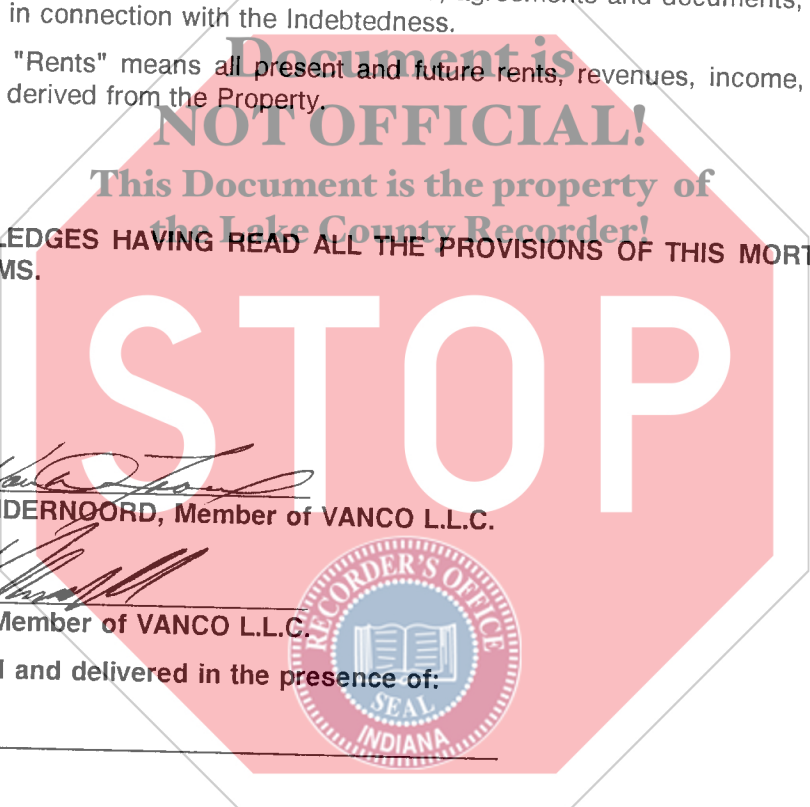 agreements and documents,
in connection with the Indebtedness.
"Rents" means all present and future rents, revenues, income,
derived from the Property.
Document is
NOT OFFICIAL!
This Document is the property of
the Lake County Recorder!
LEDGES HAVING READ ALL THE PROVISIONS OF THIS MORT
MS.
STOP
DERNOORD, Member of VANCO L.L.C.
Member of VANCO L.L.C.
and delivered in the presence of:
RECORDER'S OFFICE
SEAL
INDIANA